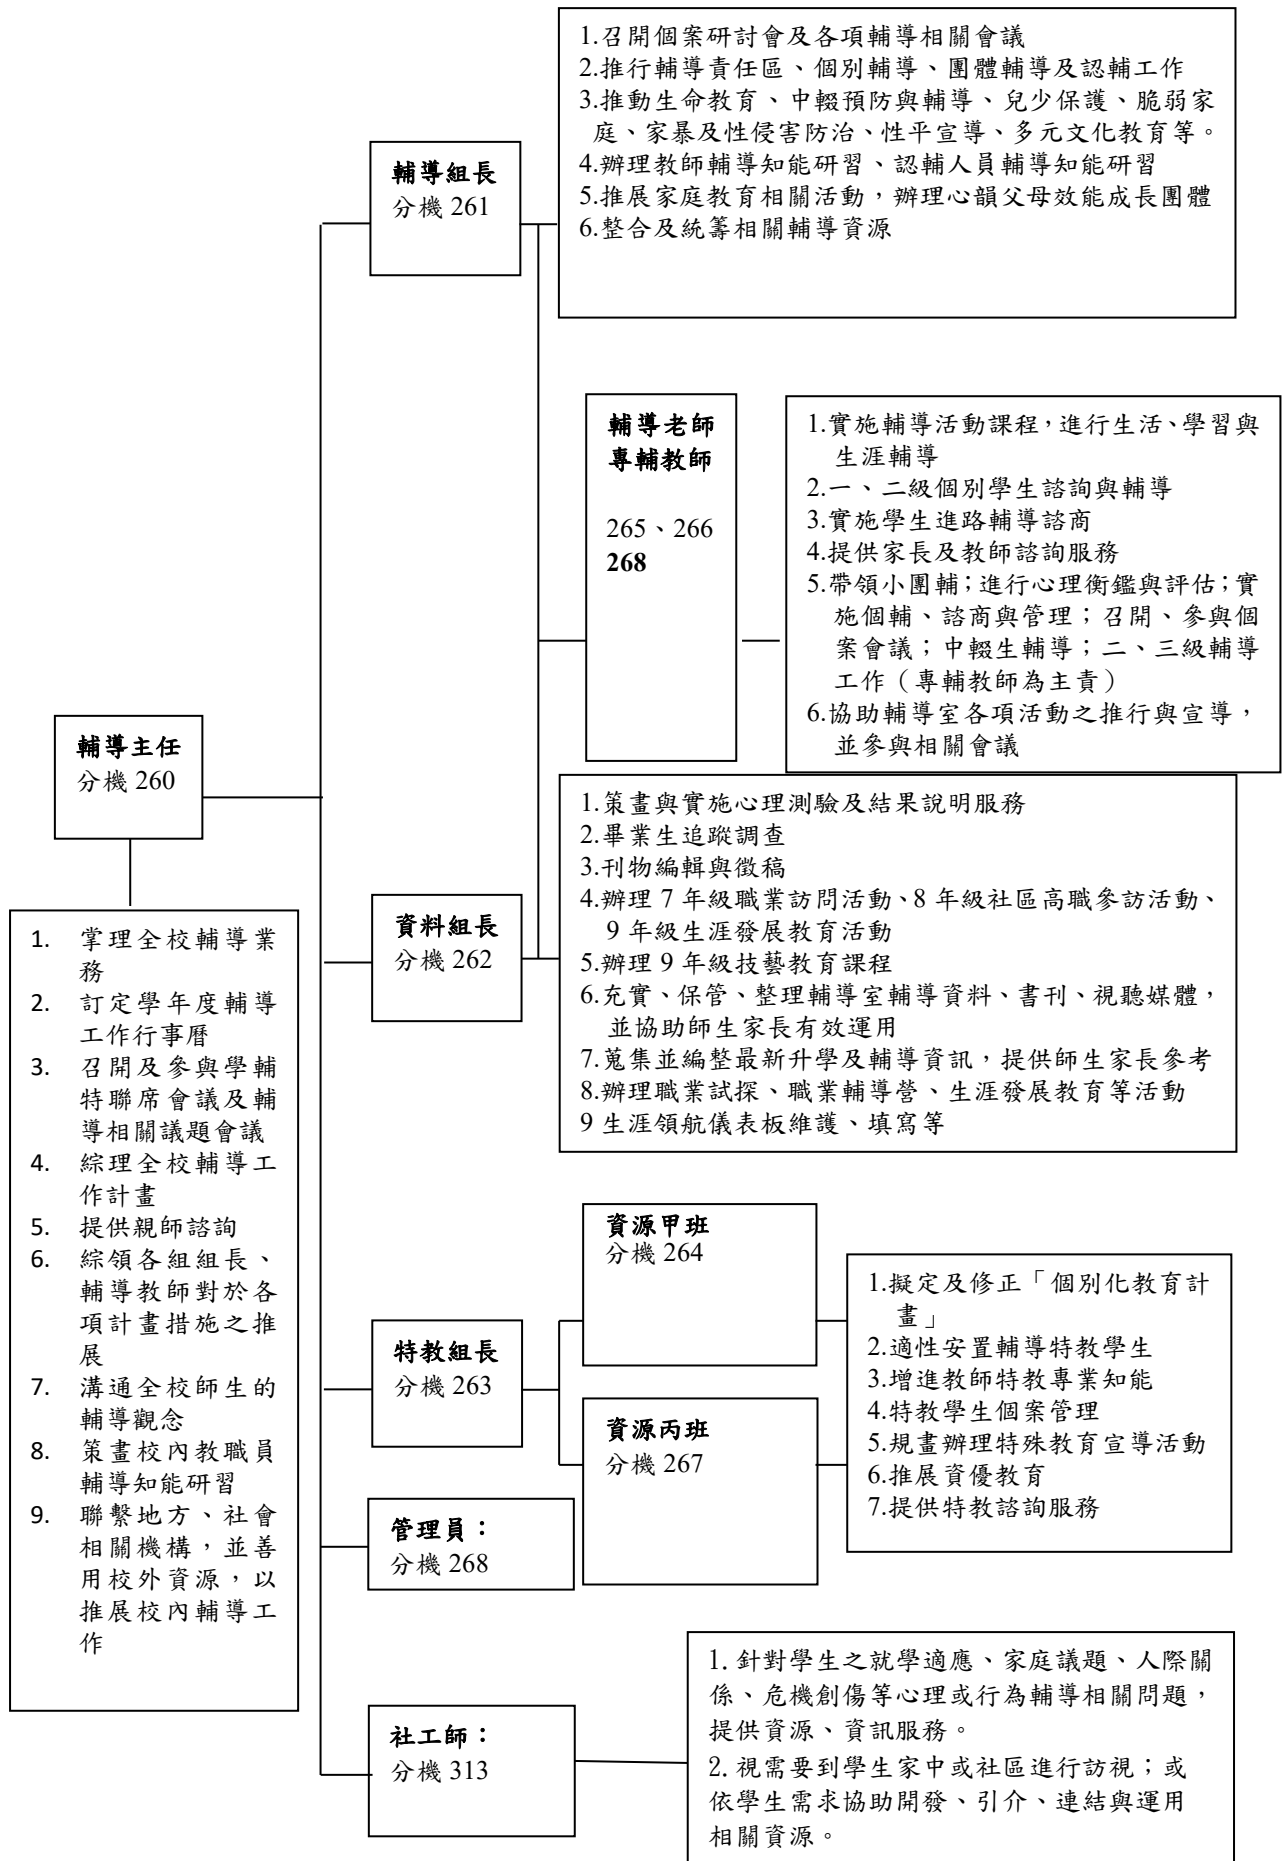 1.召開個案研討會及各項輔導相關會議
2.推行輔導責任區、個別輔導、團體輔導及認輔工作
3.推動生命教育、中輟預防與輔導、兒少保護、脆弱家
庭、家暴及性侵害防治、性平宣導、多元文化教育等。
4.辦理教師輔導知能研習、認輔人員輔導知能研習
5.推展家庭教育相關活動，辦理心韻父母效能成長團體
6.整合及統籌相關輔導資源
輔導組長
分機 261
輔導老師
專輔教師
265、266
268
1.實施輔導活動課程，進行生活、學習與
生涯輔導
2.一、二級個別學生諮詢與輔導
3.實施學生進路輔導諮商
4.提供家長及教師諮詢服務
5.帶領小團輔；進行心理衡鑑與評估；實
施個輔、諮商與管理；召開、參與個
案會議；中輟生輔導；二、三級輔導
工作（專輔教師為主責）
6.協助輔導室各項活動之推行與宣導，
並參與相關會議
輔導主任
分機 260
1. 掌理全校輔導業
務
2. 訂定學年度輔導
工作行事曆
3. 召開及參與學輔
特聯席會議及輔
導相關議題會議
4. 綜理全校輔導工
作計畫
5. 提供親師諮詢
6. 綜領各組組長、
輔導教師對於各
項計畫措施之推
展
7. 溝通全校師生的
輔導觀念
8. 策畫校內教職員
輔導知能研習
9. 聯繫地方、社會
相關機構，並善
用校外資源，以
推展校內輔導工
作
資料組長
分機 262
1.策畫與實施心理測驗及結果說明服務
2.畢業生追蹤調查
3.刊物編輯與徵稿
4.辦理 7 年級職業訪問活動、8 年級社區高職參訪活動、
9 年級生涯發展教育活動
5.辦理 9 年級技藝教育課程
6.充實、保管、整理輔導室輔導資料、書刊、視聽媒體，
並協助師生家長有效運用
7.蒐集並編整最新升學及輔導資訊，提供師生家長參考
8.辦理職業試探、職業輔導營、生涯發展教育等活動
9 生涯領航儀表板維護、填寫等
特教組長
分機 263
資源甲班
分機 264
資源丙班
分機 267
1.擬定及修正「個別化教育計
畫」
2.適性安置輔導特教學生
3.增進教師特教專業知能
4.特教學生個案管理
5.規畫辦理特殊教育宣導活動
6.推展資優教育
7.提供特教諮詢服務
管理員：
分機 268
社工師：
分機 313
1. 針對學生之就學適應、家庭議題、人際關
係、危機創傷等心理或行為輔導相關問題，
提供資源、資訊服務。
2. 視需要到學生家中或社區進行訪視；或
依學生需求協助開發、引介、連結與運用
相關資源。